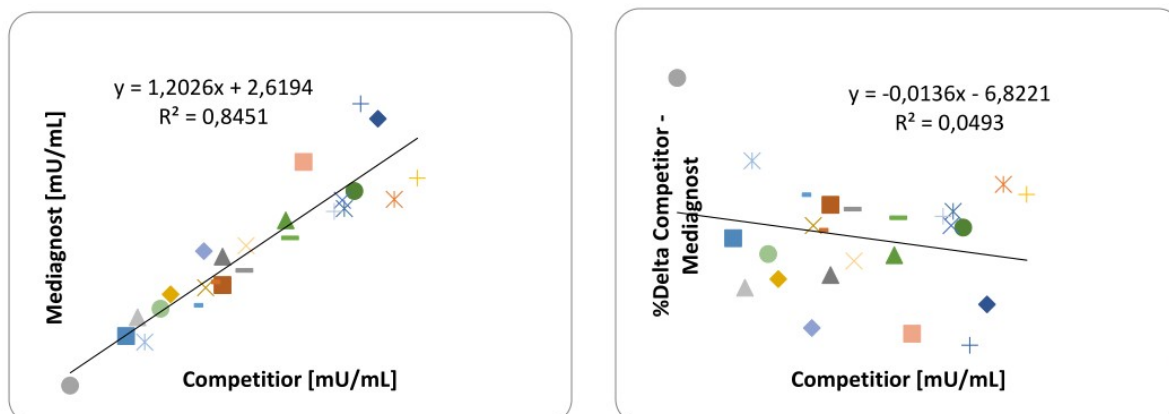 y = 1,2026x + 2,6194
R² = 0,8451
Mediagnost [mU/mL]
Competitior [mU/mL]
y = -0,0136x - 6,8221
R² = 0,0493
%Delta Competitor -
Mediagnost
Competitior [mU/mL]